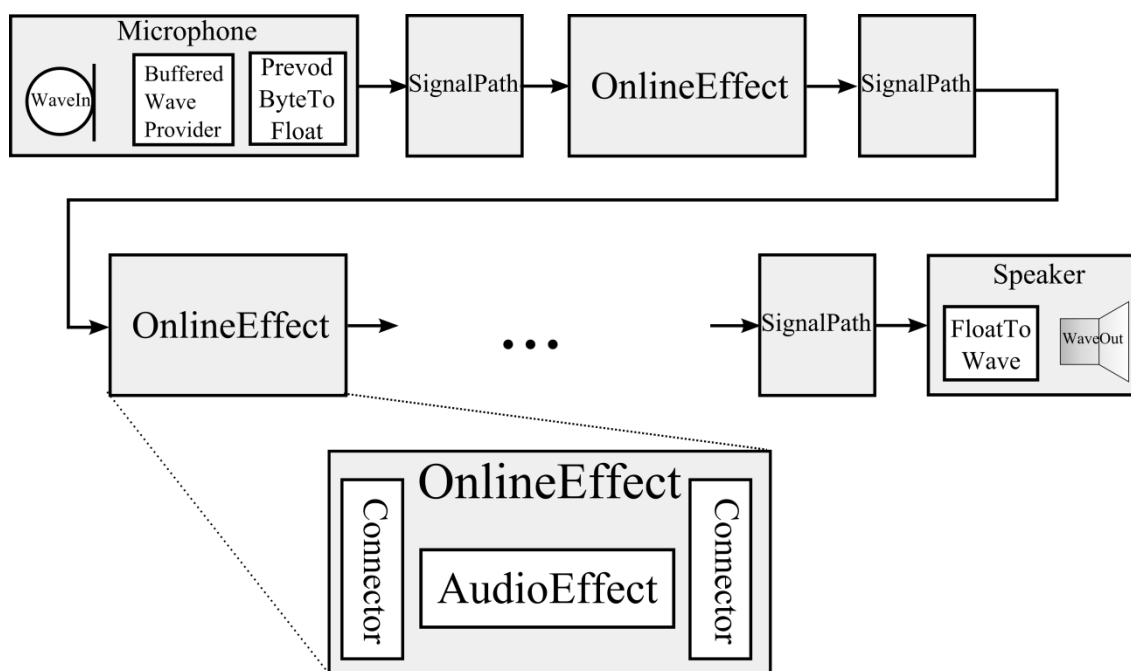 Microphone
WaveIn
Buffered
Wave
Provider
Prevod
ByteTo
Float
SignalPath
OnlineEffect
SignalPath
OnlineEffect
...
SignalPath
Speaker
FloatTo
Wave
WaveOut
OnlineEffect
Connector
AudioEffect
Connector